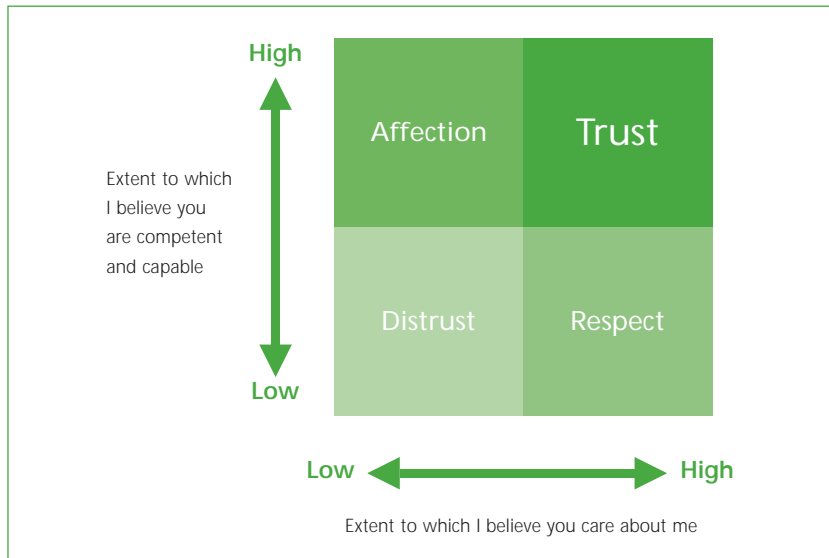 High
Affection
Trust
Extent to which
I believe you
are competent
and capable
Distrust
Respect
Low
Low
High
Extent to which I believe you care about me